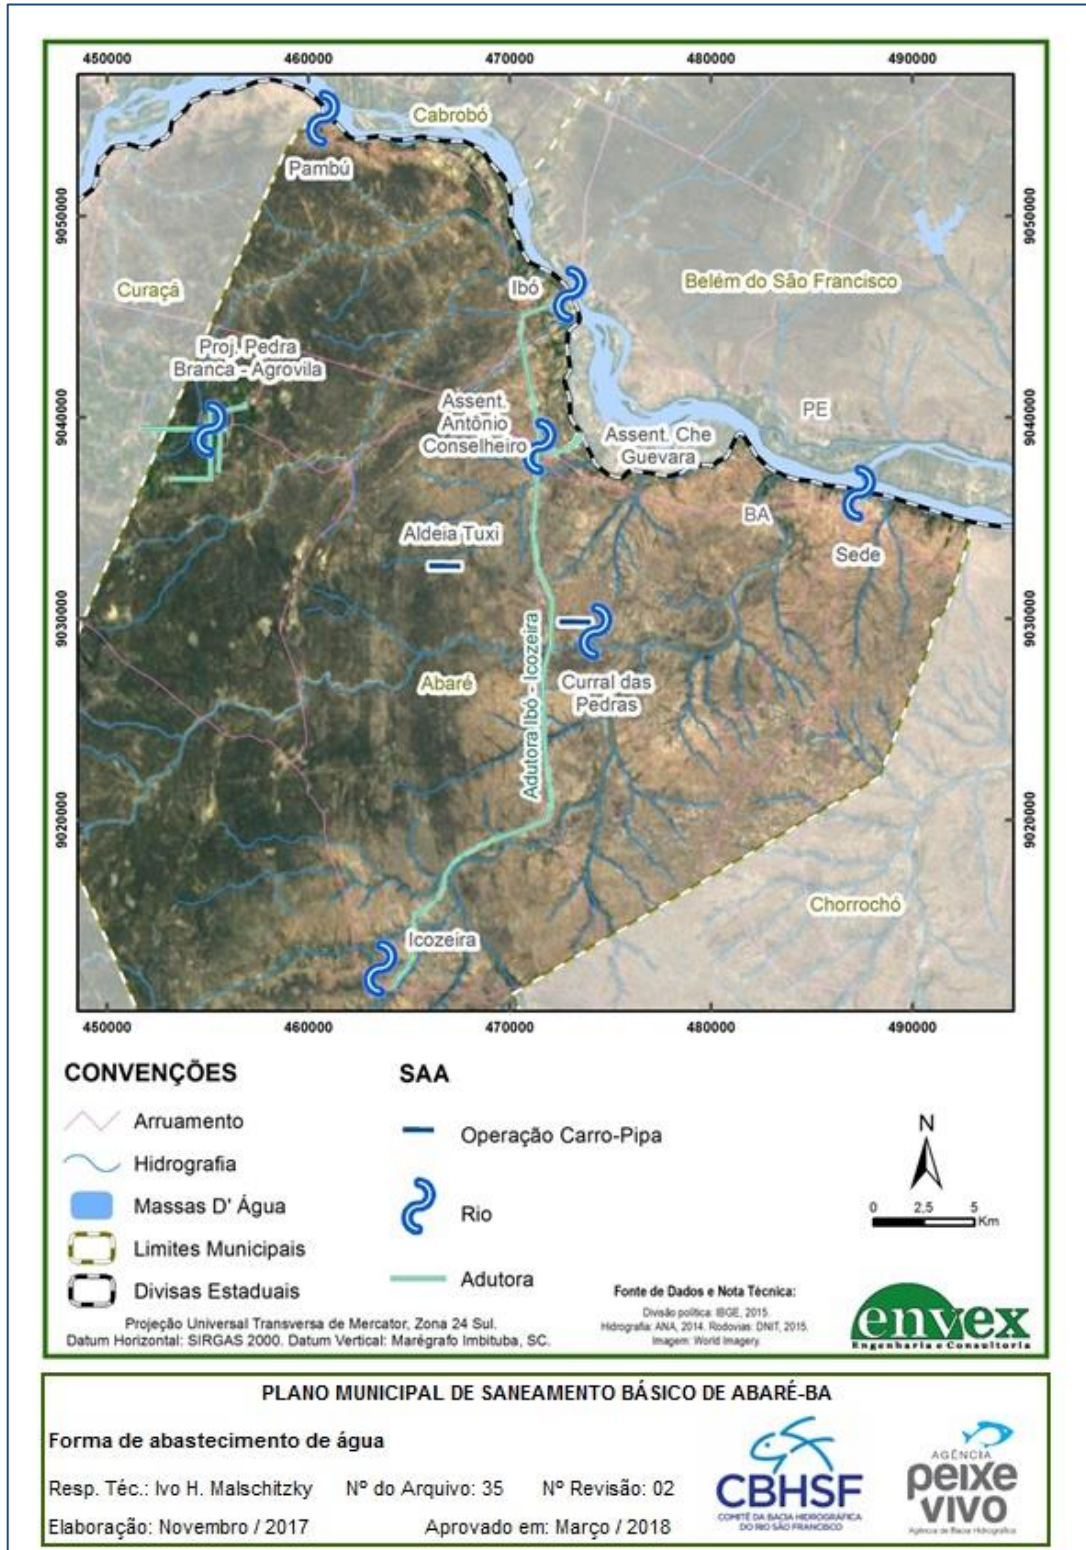 450000 460000 470000 480000 490000
Cabrobó
Pambú
9050000
9050000
Curaçá
Ibó
Belém do São Francisco
Proj. Pedra
Branca - Agrovila
9040000
9040000
Assent.
Antônio
Conselheiro
Assent. Che
Guevara
PE
BA
Aldeia Tuxi
Sede
9030000
9030000
Adutora Ibó - Icozeira
Abaré
Curral das
Pedras
9020000
9020000
Chorrochó
Icozeira
450000 460000 470000 480000 490000
CONVENÇÕES
Arruamento
Hidrografia
Massas D' Água
Limites Municipais
Divisas Estaduais
SAA
Operação Carro-Pipa
Rio
Adutora
N
0 2,5 5
Km
Projeção Universal Transversa de Mercator, Zona 24 Sul.
Datum Horizontal: SIRGAS 2000. Datum Vertical: Marégrafo Imbituba, SC.
Fonte de Dados e Nota Técnica:
Divisão política: IBGE, 2015.
Hidrografia: ANA, 2014. Rodovias: DNIT, 2015.
Imagem: World Imagery.
envex
Engenharia e Consultoria
PLANO MUNICIPAL DE SANEAMENTO BÁSICO DE ABARÉ-BA
Forma de abastecimento de água
Resp. Téc.: Ivo H. Malschitzky Nº do Arquivo: 35 Nº Revisão: 02
Elaboração: Novembro / 2017 Aprovado em: Março / 2018
CBHSF
COMITÊ DA BACIA HIDROGRÁFICA
DO RIO SÃO FRANCISCO
AGÊNCIA
peixe
vivo
Agência de Bacia Hidrográfica